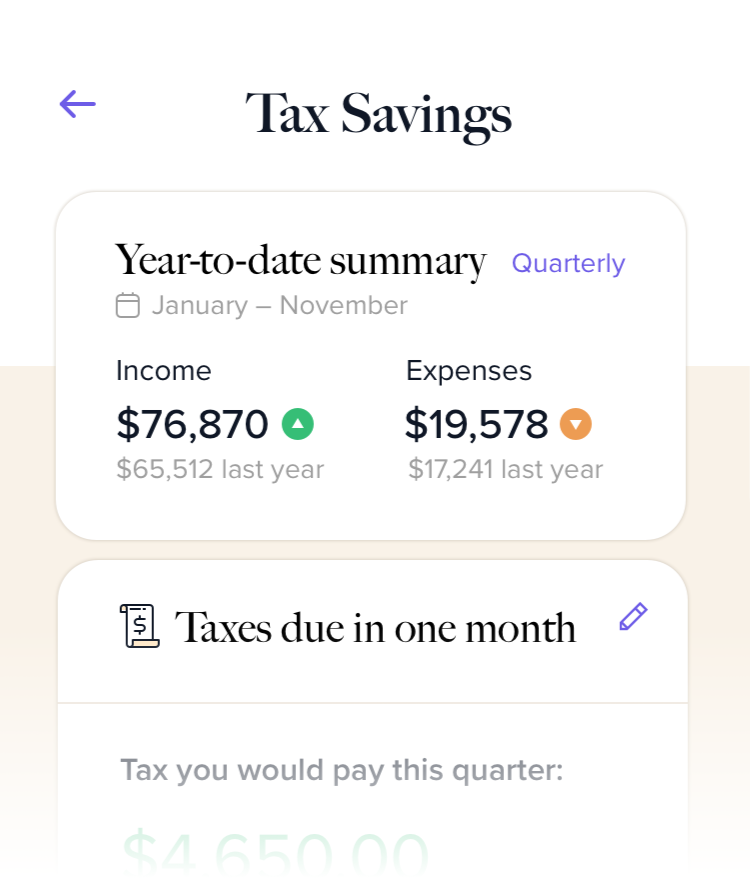 Tax Savings
Year-to-date summary Quarterly
January – November
Income Expenses
$76,870 $19,578
$65,512 last year $17,241 last year
$ Taxes due in one month
Tax you would pay this quarter:
$4,650.00